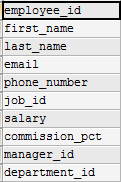 employee_id
first_name
last_name
email
phone_number
job_id
salary
commission_pct
manager_id
department_id